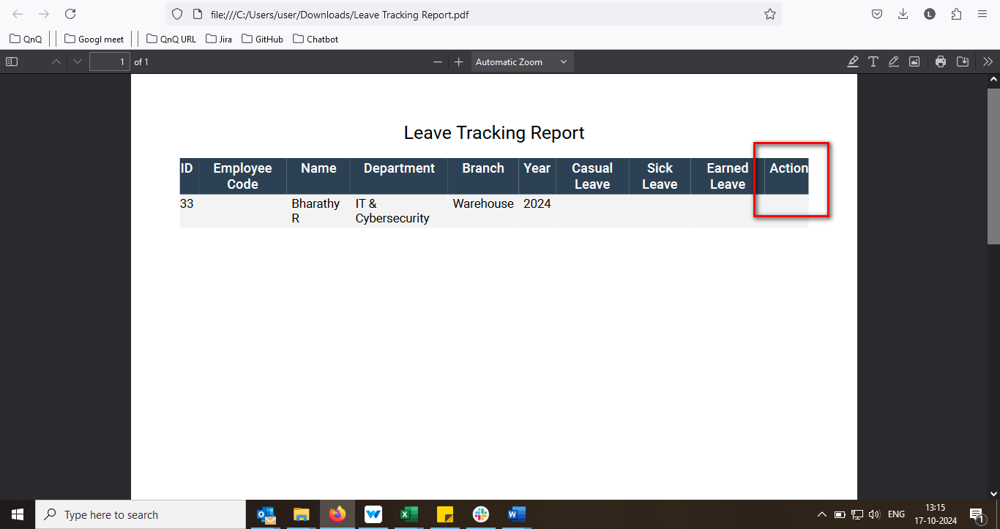 file:///C:/Users/user/Downloads/Leave Tracking Report.pdf
L
QnQ Googl meet QnQ URL Jira GitHub Chatbot
1 of 1 Automatic Zoom
Leave Tracking Report
ID Employee Code Name Department Branch Year Casual Leave Sick Leave Earned Leave Action
33 Bharathy R IT & Cybersecurity Warehouse 2024
Type here to search
ENG
13:15
17-10-2024
1